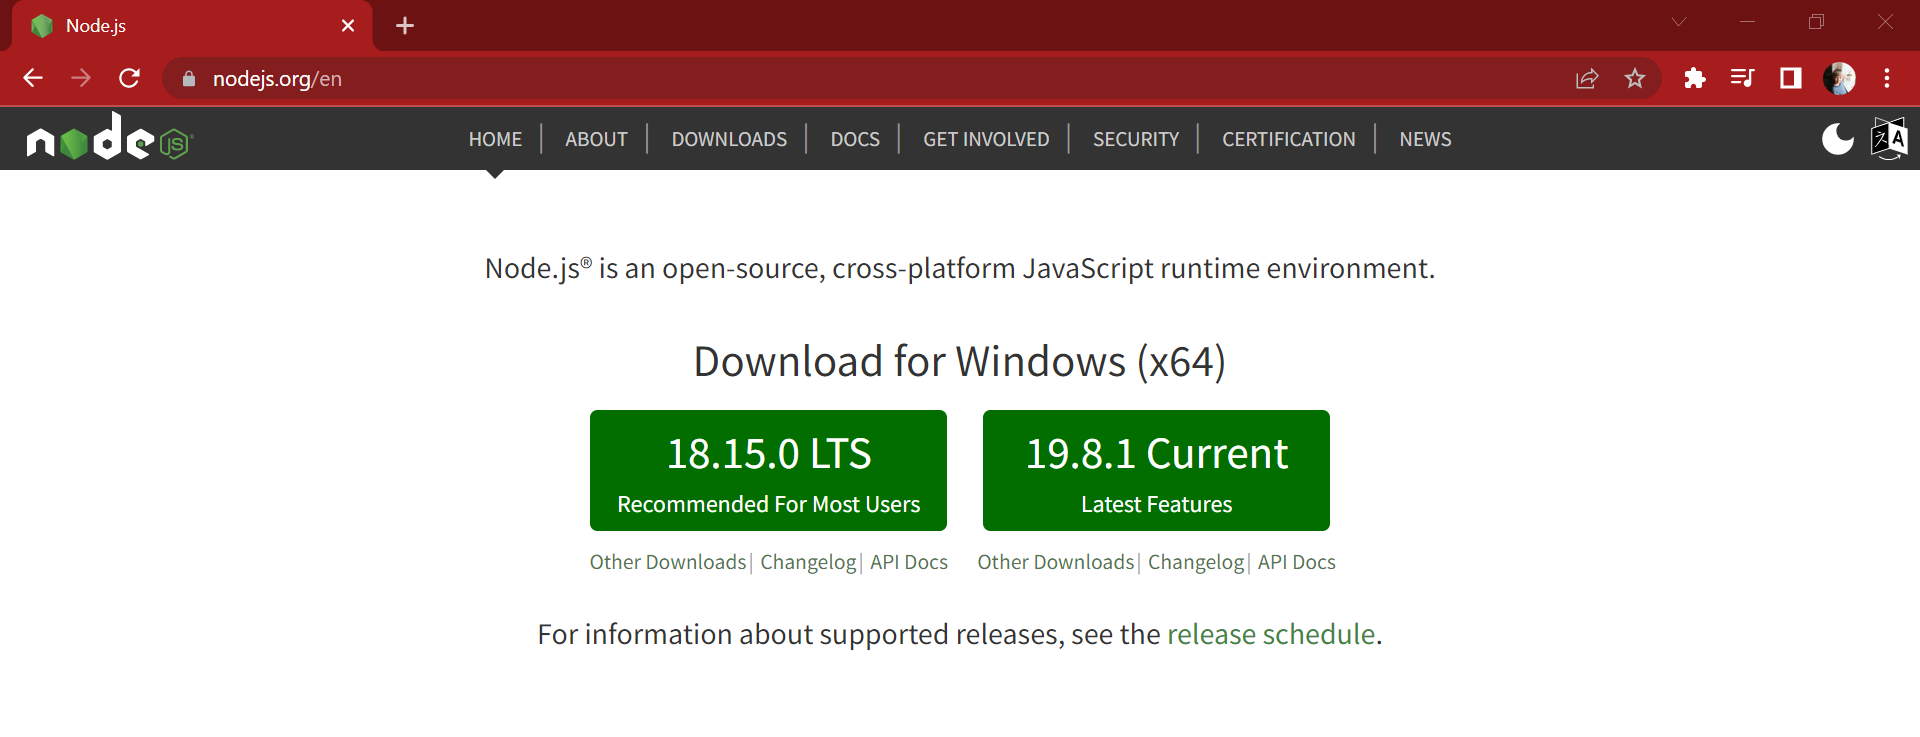 Node.js
nodejs.org/en
node JS
HOME | ABOUT | DOWNLOADS | DOCS | GET INVOLVED | SECURITY | CERTIFICATION | NEWS
Node.js® is an open-source, cross-platform JavaScript runtime environment.
Download for Windows (x64)
18.15.0 LTS 19.8.1 Current
Recommended For Most Users Latest Features
Other Downloads | Changelog | API Docs Other Downloads | Changelog | API Docs
For information about supported releases, see the release schedule.